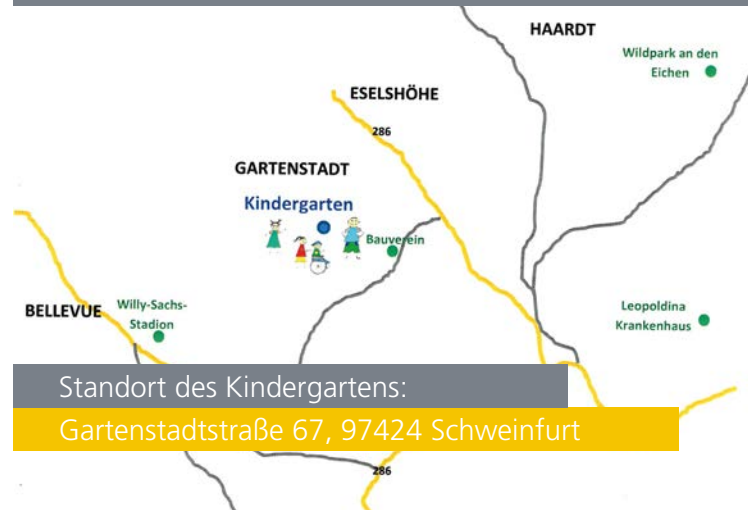 HAARDT
Wildpark an den
Eichen
ESELSHÖHE
286
GARTENSTADT
Kindergarten
Bauverein
BELLEVUE
Willy-Sachs-
Stadion
Leopoldina
Krankenhaus
Standort des Kindergartens:
Gartenstadtstraße 67, 97424 Schweinfurt
286